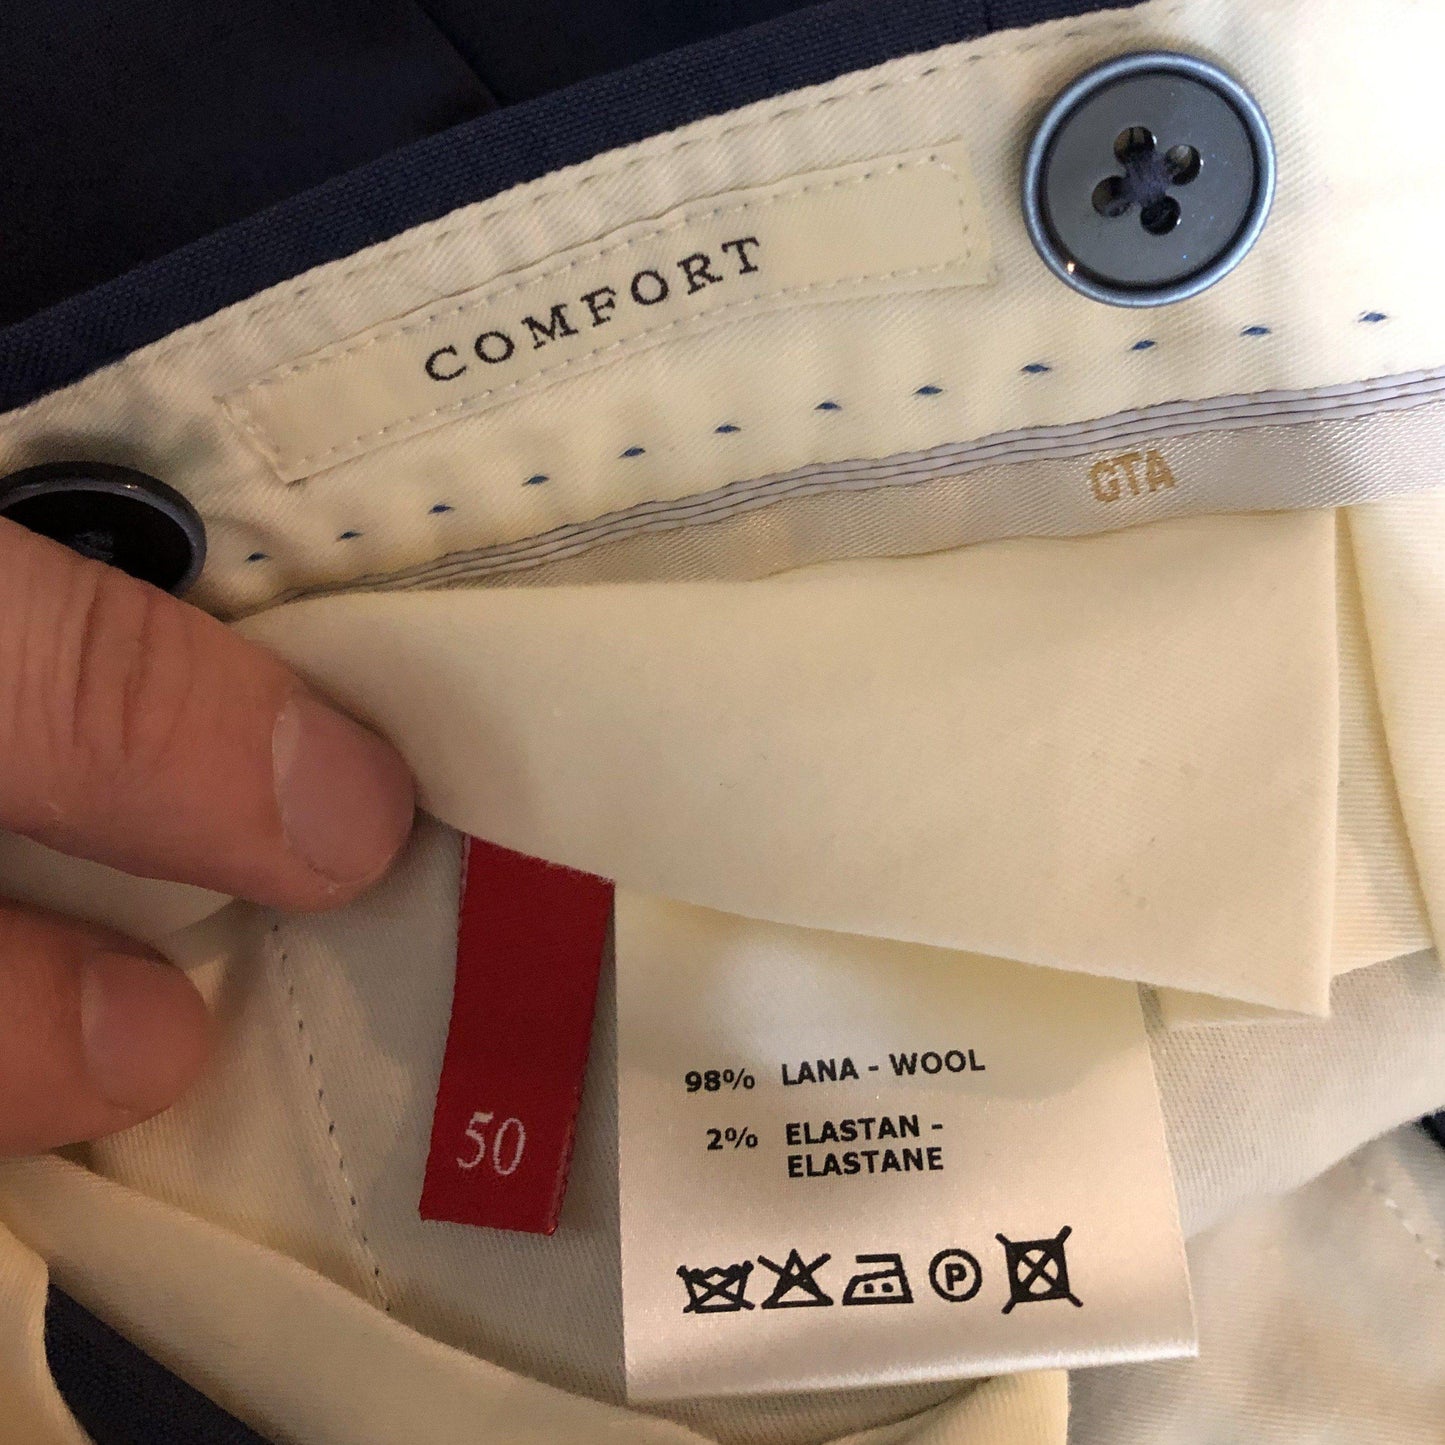 COMFORT
GTA
50
98% LANA - WOOL
2% ELASTAN -
ELASTANE
P